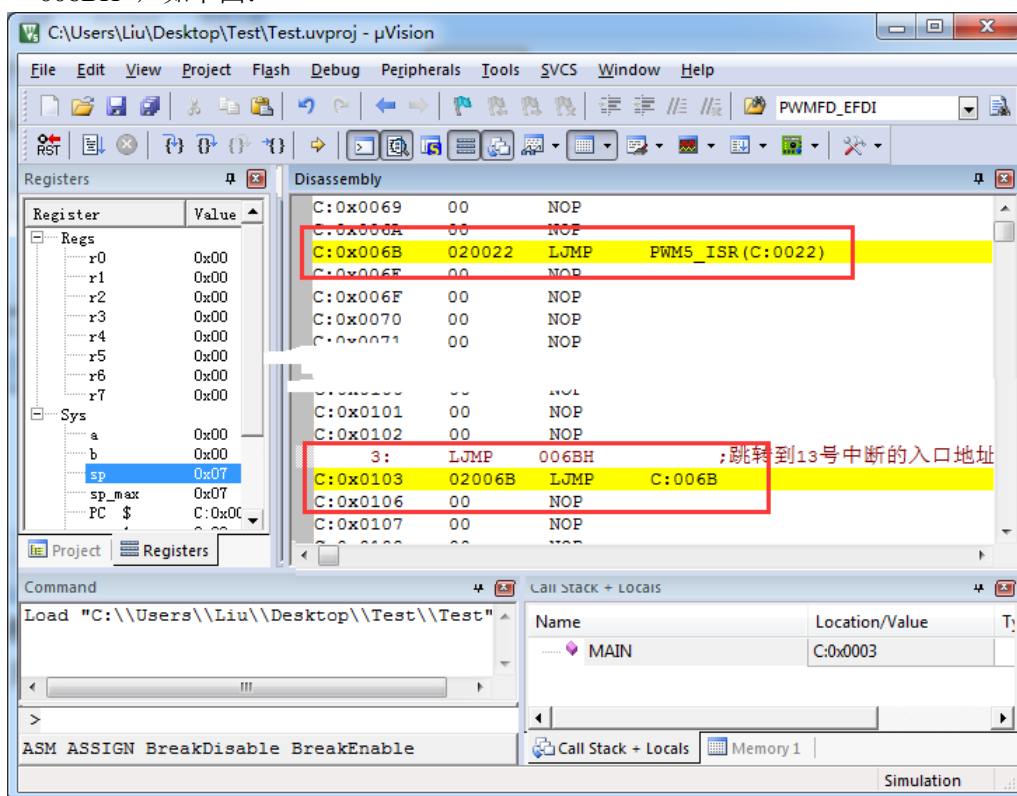 C:\Users\Liu\Desktop\Test\Test.uvproj - µVision
File Edit View Project Flash Debug Peripherals Tools SVCS Window Help
PWMFD_EFDI
RST
Registers
Register Value
Regs
r0 0x00
r1 0x00
r2 0x00
r3 0x00
r4 0x00
r5 0x00
r6 0x00
r7 0x00
Sys
a 0x00
b 0x00
sp 0x07
sp_max 0x07
PC $ C:0x00
Project Registers
Disassembly
C:0x0069 00 NOP
C:0x006A 00 NOP
C:0x006B 020022 LJMP PWM5_ISR(C:0022)
C:0x006E 00 NOP
C:0x006F 00 NOP
C:0x0070 00 NOP
C:0x0071 00 NOP
C:0x0101 00 NOP
C:0x0102 00 NOP
3: LJMP 006BH ;跳转到13号中断的入口地址
C:0x0103 02006B LJMP C:006B
C:0x0106 00 NOP
C:0x0107 00 NOP
Command
Load "C:\\Users\\Liu\\Desktop\\Test\\Test"
>
ASM ASSIGN BreakDisable BreakEnable
Call Stack + Locals
Name Location/Value
MAIN C:0x0003
Call Stack + Locals Memory 1
Simulation